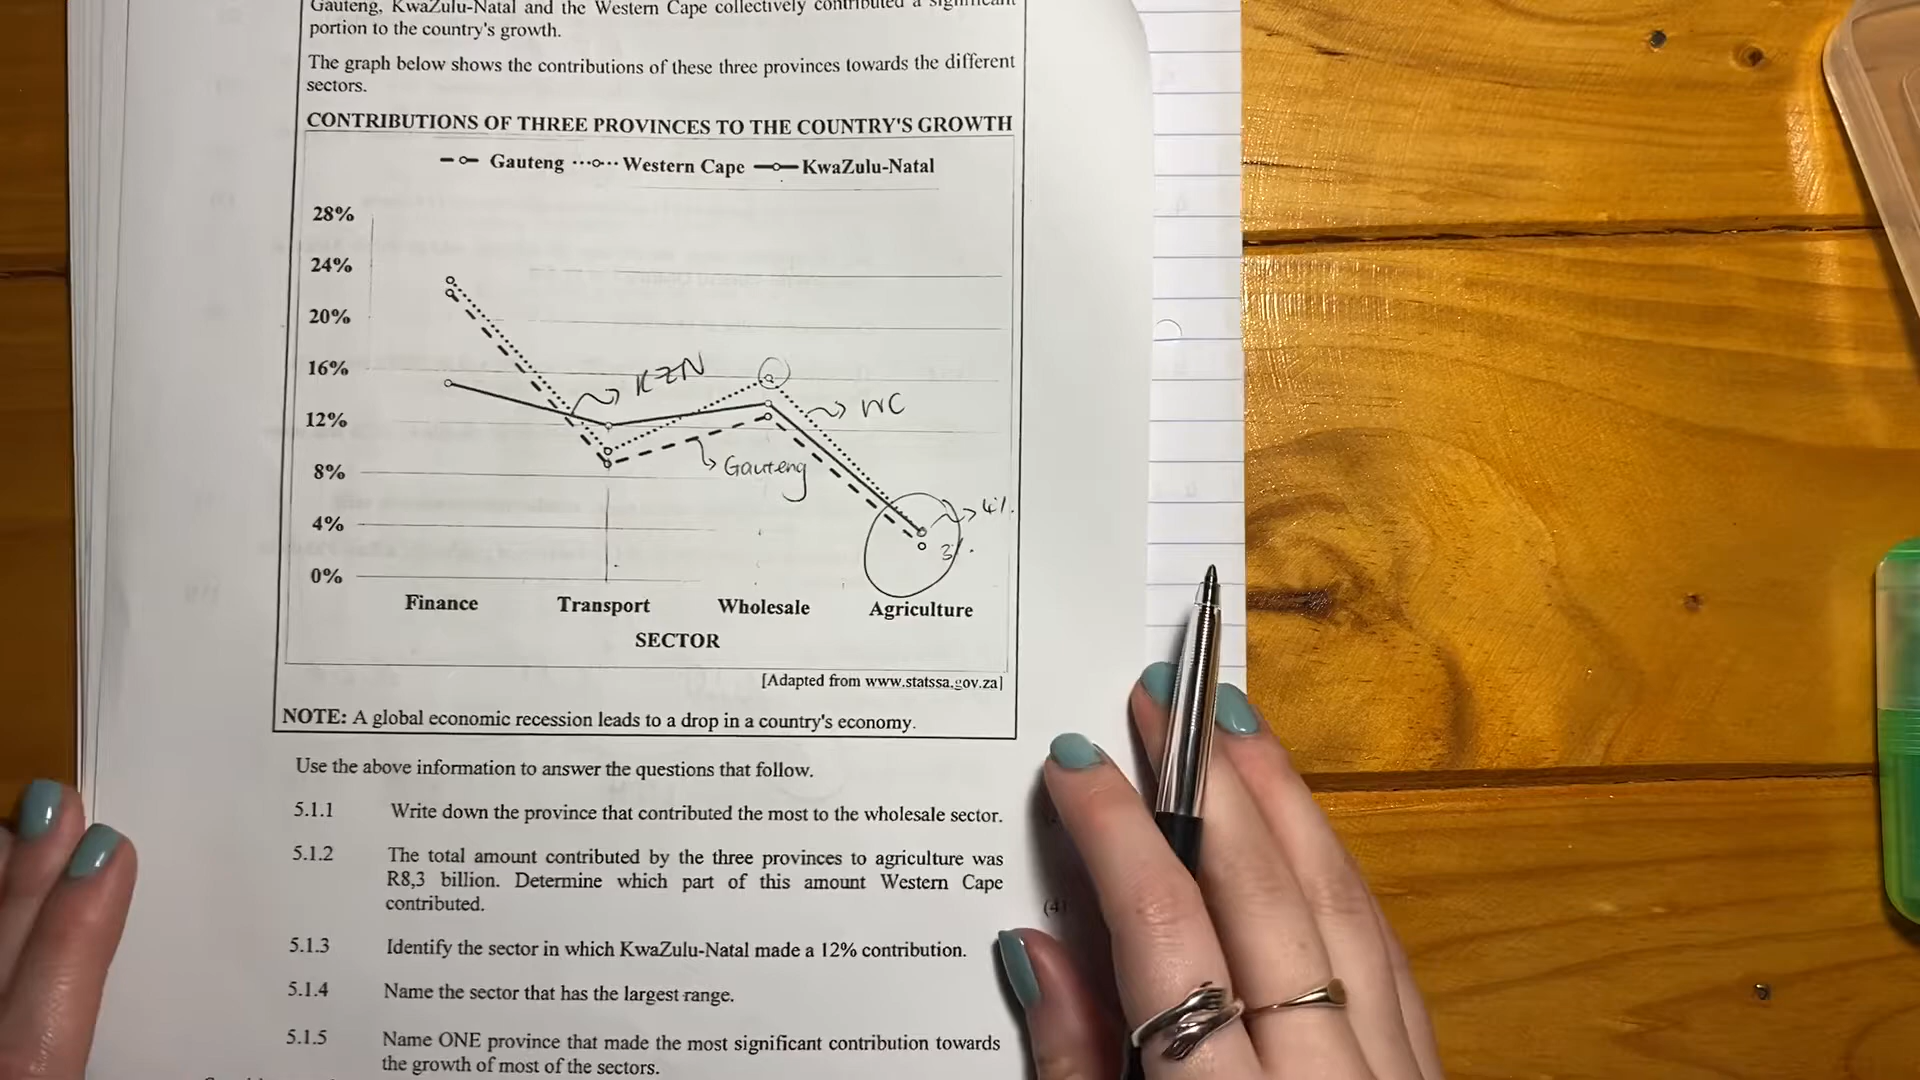 Gauteng, KwaZulu-Natal and the Western Cape collectively contributed a significant
portion to the country's growth.
The graph below shows the contributions of these three provinces towards the different
sectors.
CONTRIBUTIONS OF THREE PROVINCES TO THE COUNTRY'S GROWTH
Gauteng Western Cape KwaZulu-Natal
28%
24%
20%
16%
KZN
12%
WC
8%
Gauteng
4%
4%.
3%.
0%
Finance Transport Wholesale Agriculture
SECTOR
[Adapted from www.statssa.gov.za]
NOTE: A global economic recession leads to a drop in a country's economy.
Use the above information to answer the questions that follow.
5.1.1 Write down the province that contributed the most to the wholesale sector.
5.1.2 The total amount contributed by the three provinces to agriculture was
R8,3 billion. Determine which part of this amount Western Cape
contributed. (4)
5.1.3 Identify the sector in which KwaZulu-Natal made a 12% contribution.
5.1.4 Name the sector that has the largest range.
5.1.5 Name ONE province that made the most significant contribution towards
the growth of most of the sectors.